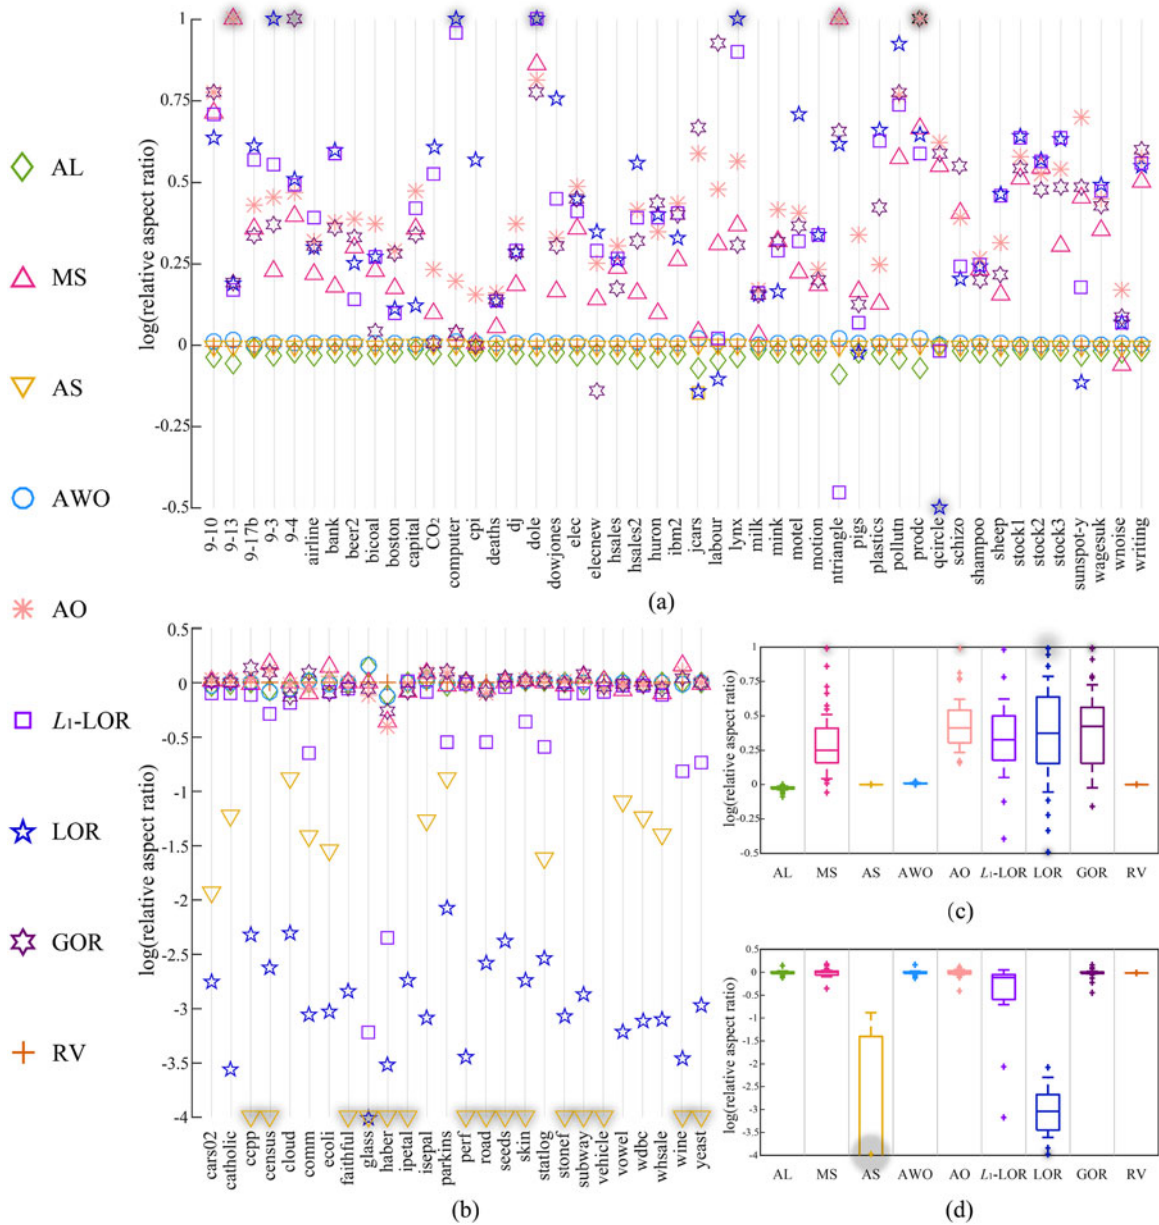 AL
MS
AS
AWO
AO
L₁-LOR
LOR
GOR
RV
log(relative aspect ratio)
1
0.75
0.5
0.25
0
-0.25
-0.5
9-10
9-13
9-17b
9-3
9-4
airline
bank
beer2
bicoal
boston
capital
CO₂
computer
cpi
deaths
dj
dole
dowjones
elec
elecnew
hsales
hsales2
huron
ibm2
jcars
labour
lynx
milk
mink
motel
motion
ntriangle
pigs
plastics
pollutn
prodc
qcircle
schizo
shampoo
sheep
stock1
stock2
stock3
sunspot-y
wagesuk
wnoise
writing
(a)
log(relative aspect ratio)
0.5
0
-0.5
-1
-1.5
-2
-2.5
-3
-3.5
-4
cars02
catholic
ccpp
census
cloud
comm
ecoli
faithful
glass
haber
ipetal
isepal
parkins
perf
road
seeds
skin
statlog
stonef
subway
vehicle
vowel
wdbc
whsale
wine
yeast
(b)
log(relative aspect ratio)
1
0.75
0.5
0.25
0
-0.25
-0.5
AL MS AS AWO AO L₁-LOR LOR GOR RV
(c)
log(relative aspect ratio)
0.5
0
-0.5
-1
-1.5
-2
-2.5
-3
-3.5
-4
AL MS AS AWO AO L₁-LOR LOR GOR RV
(d)